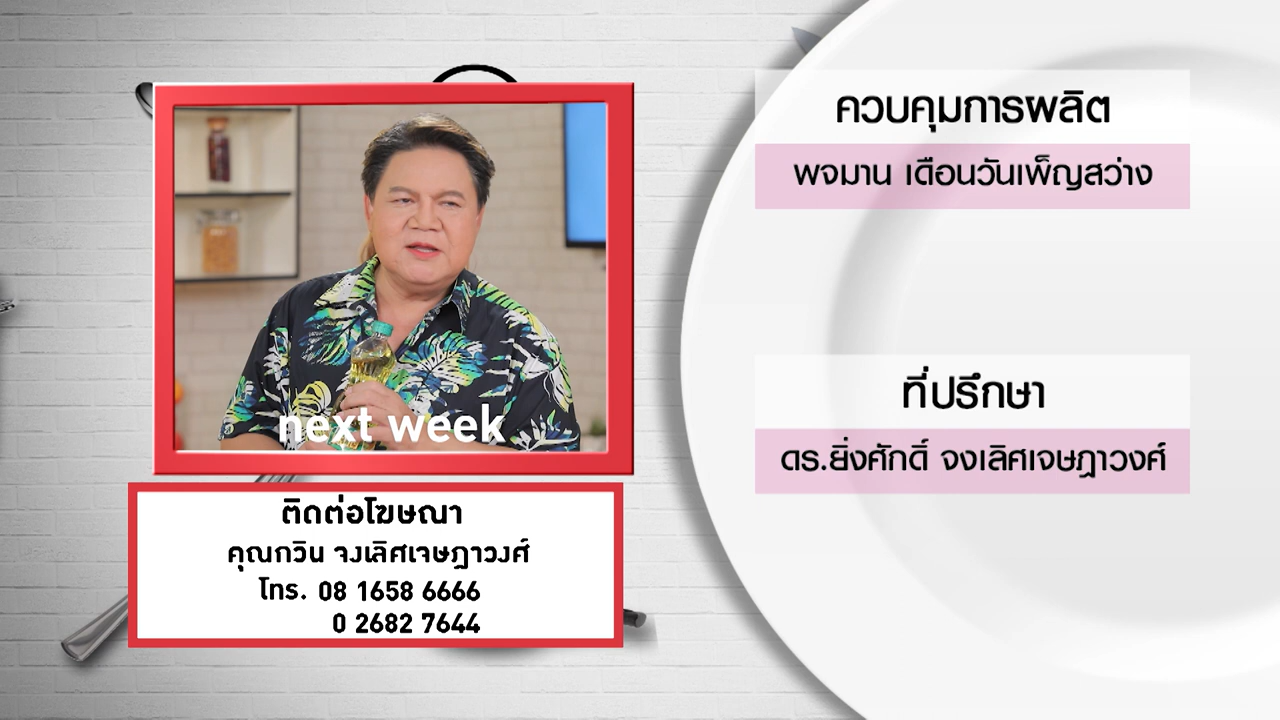 next week
ติดต่อโฆษณา
คุณกวิน จงเลิศเจษฎาวงศ์
โทร. 08 1658 6666
0 2682 7644
ควบคุมการผลิต
พจมาน เดือนวันเพ็ญสว่าง
ที่ปรึกษา
ดร.ยิ่งศักดิ์ จงเลิศเจษฎาวงศ์